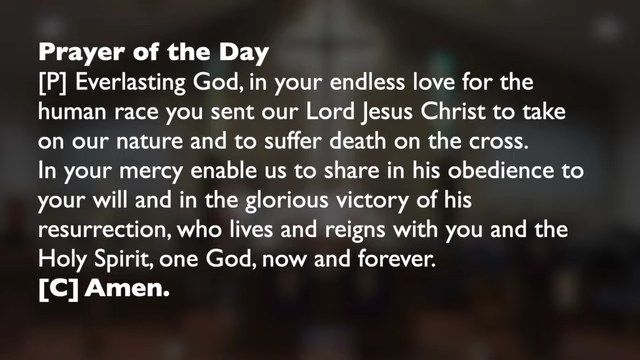 Prayer of the Day
[P] Everlasting God, in your endless love for the
human race you sent our Lord Jesus Christ to take
on our nature and to suffer death on the cross.
In your mercy enable us to share in his obedience to
your will and in the glorious victory of his
resurrection, who lives and reigns with you and the
Holy Spirit, one God, now and forever.
[C] Amen.